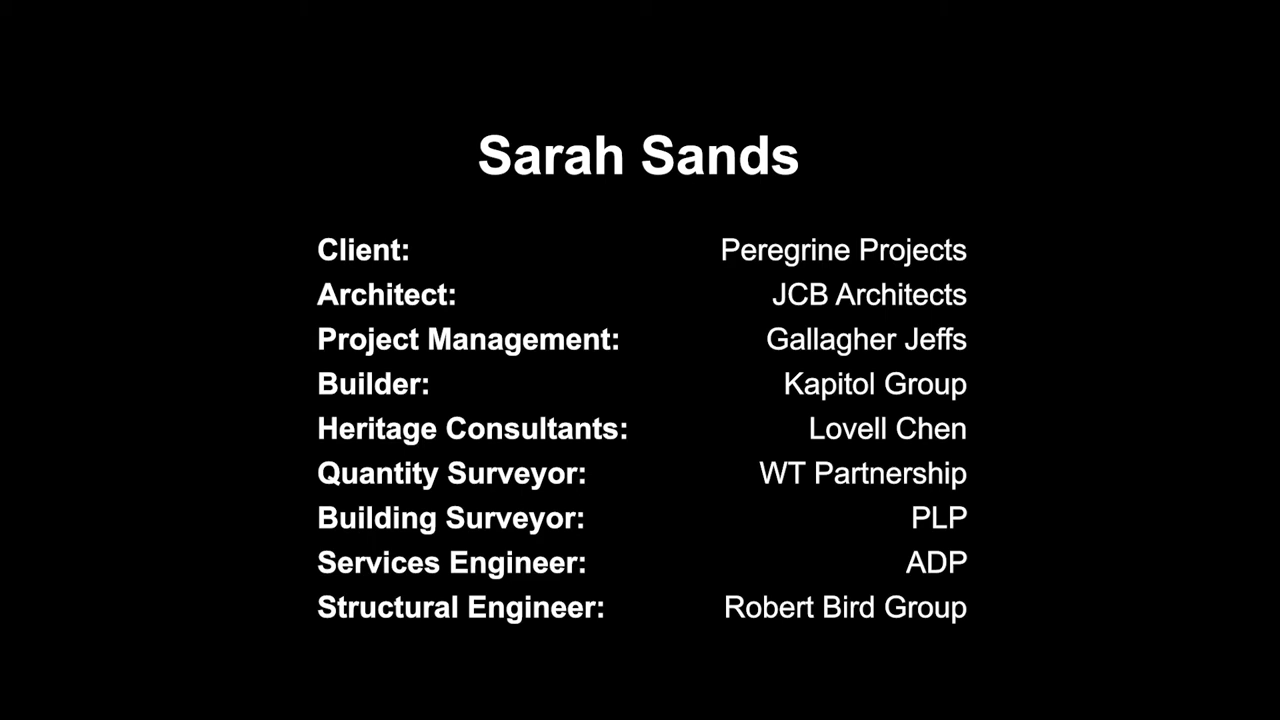 Sarah Sands
Client: Peregrine Projects
Architect: JCB Architects
Project Management: Gallagher Jeffs
Builder: Kapitol Group
Heritage Consultants: Lovell Chen
Quantity Surveyor: WT Partnership
Building Surveyor: PLP
Services Engineer: ADP
Structural Engineer: Robert Bird Group